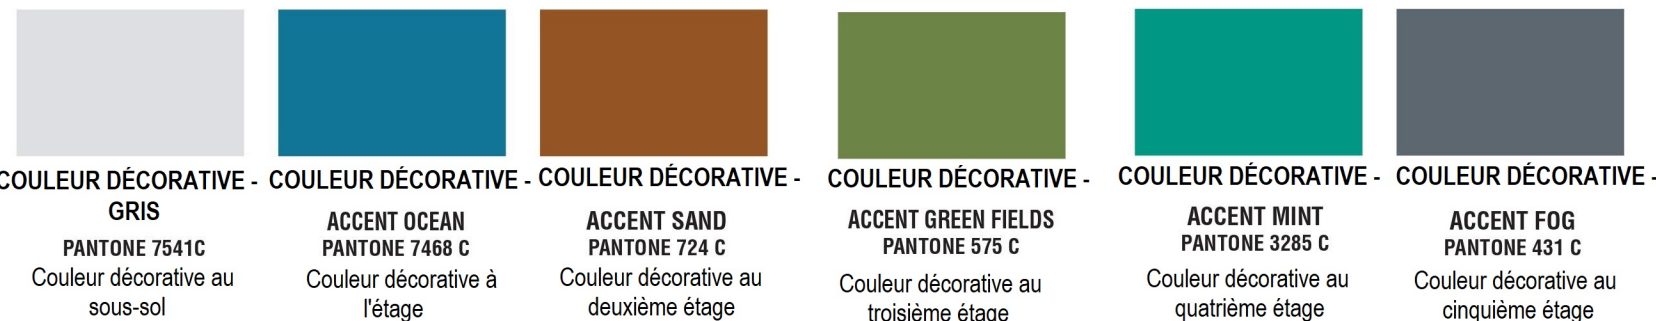 COULEUR DÉCORATIVE -
GRIS
PANTONE 7541C
Couleur décorative au
sous-sol
COULEUR DÉCORATIVE -
ACCENT OCEAN
PANTONE 7468 C
Couleur décorative à
l'étage
COULEUR DÉCORATIVE -
ACCENT SAND
PANTONE 724 C
Couleur décorative au
deuxième étage
COULEUR DÉCORATIVE -
ACCENT GREEN FIELDS
PANTONE 575 C
Couleur décorative au
troisième étage
COULEUR DÉCORATIVE -
ACCENT MINT
PANTONE 3285 C
Couleur décorative au
quatrième étage
COULEUR DÉCORATIVE -
ACCENT FOG
PANTONE 431 C
Couleur décorative au
cinquième étage